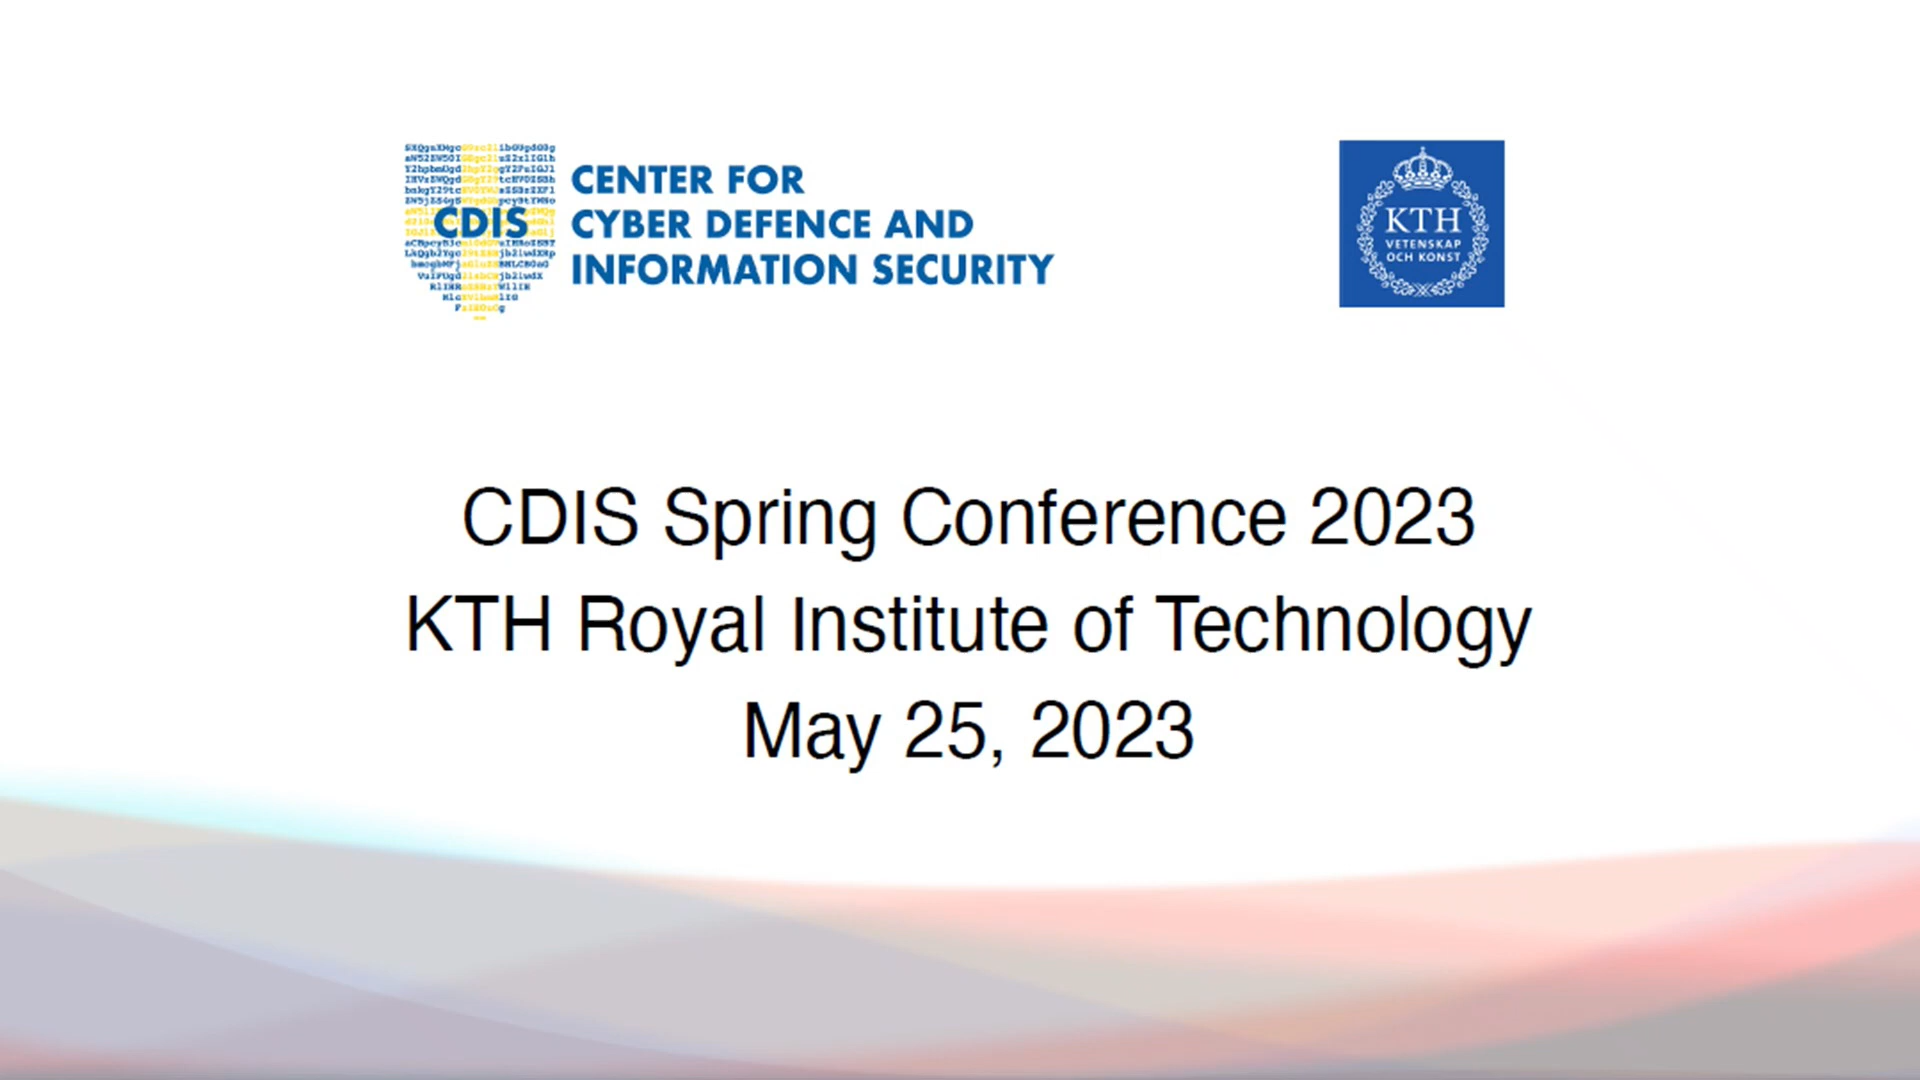 CDIS
CENTER FOR
CYBER DEFENCE AND
INFORMATION SECURITY
KTH
VETENSKAP
OCH KONST
CDIS Spring Conference 2023
KTH Royal Institute of Technology
May 25, 2023